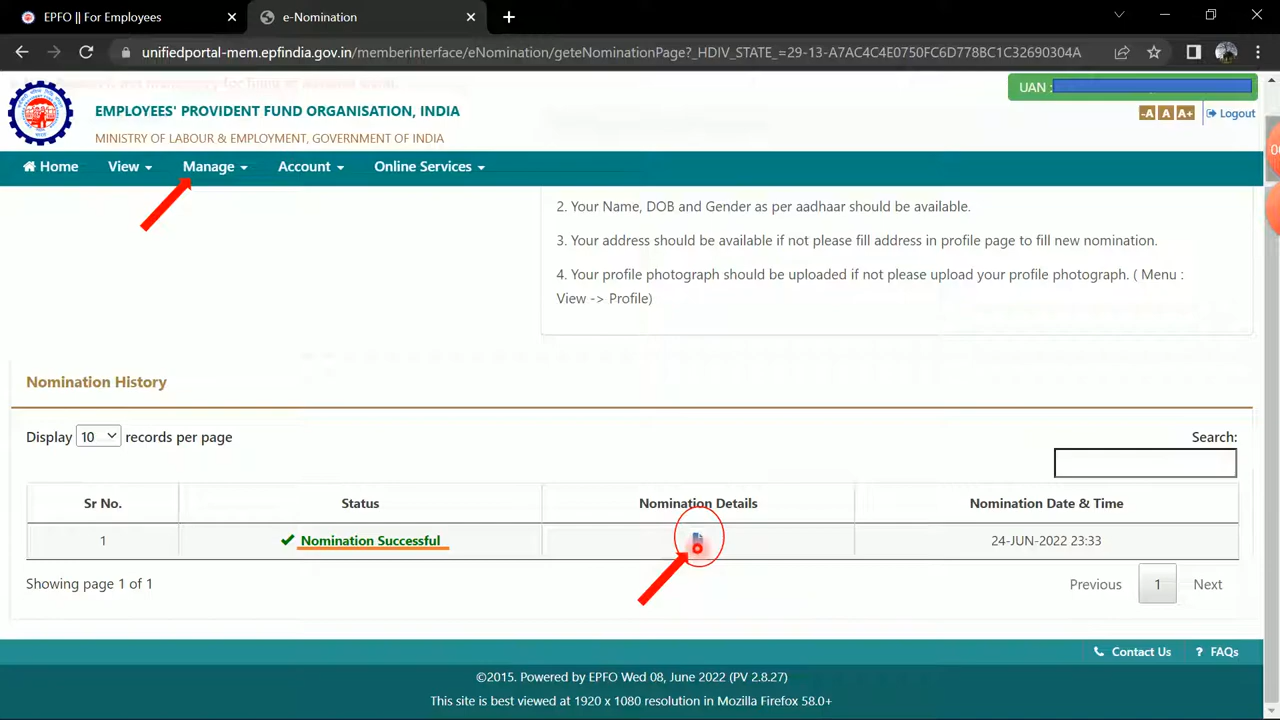 EPFO || For Employees
e-Nomination
unifiedportal-mem.epfindia.gov.in/memberinterface/eNomination/geteNominationPage?_HDIV_STATE_=29-13-A7AC4C4E0750FC6D778BC1C32690304A
UAN :
EMPLOYEES' PROVIDENT FUND ORGANISATION, INDIA
-A A A+ Logout
MINISTRY OF LABOUR & EMPLOYMENT, GOVERNMENT OF INDIA
Home View Manage Account Online Services
2. Your Name, DOB and Gender as per aadhaar should be available.
3. Your address should be available if not please fill address in profile page to fill new nomination.
4. Your profile photograph should be uploaded if not please upload your profile photograph. ( Menu :
View -> Profile)
Nomination History
Display 10 records per page
Search:
Sr No. Status Nomination Details Nomination Date & Time
1 Nomination Successful 24-JUN-2022 23:33
Showing page 1 of 1
Previous 1 Next
Contact Us ? FAQs
©2015. Powered by EPFO Wed 08, June 2022 (PV 2.8.27)
This site is best viewed at 1920 x 1080 resolution in Mozilla Firefox 58.0+